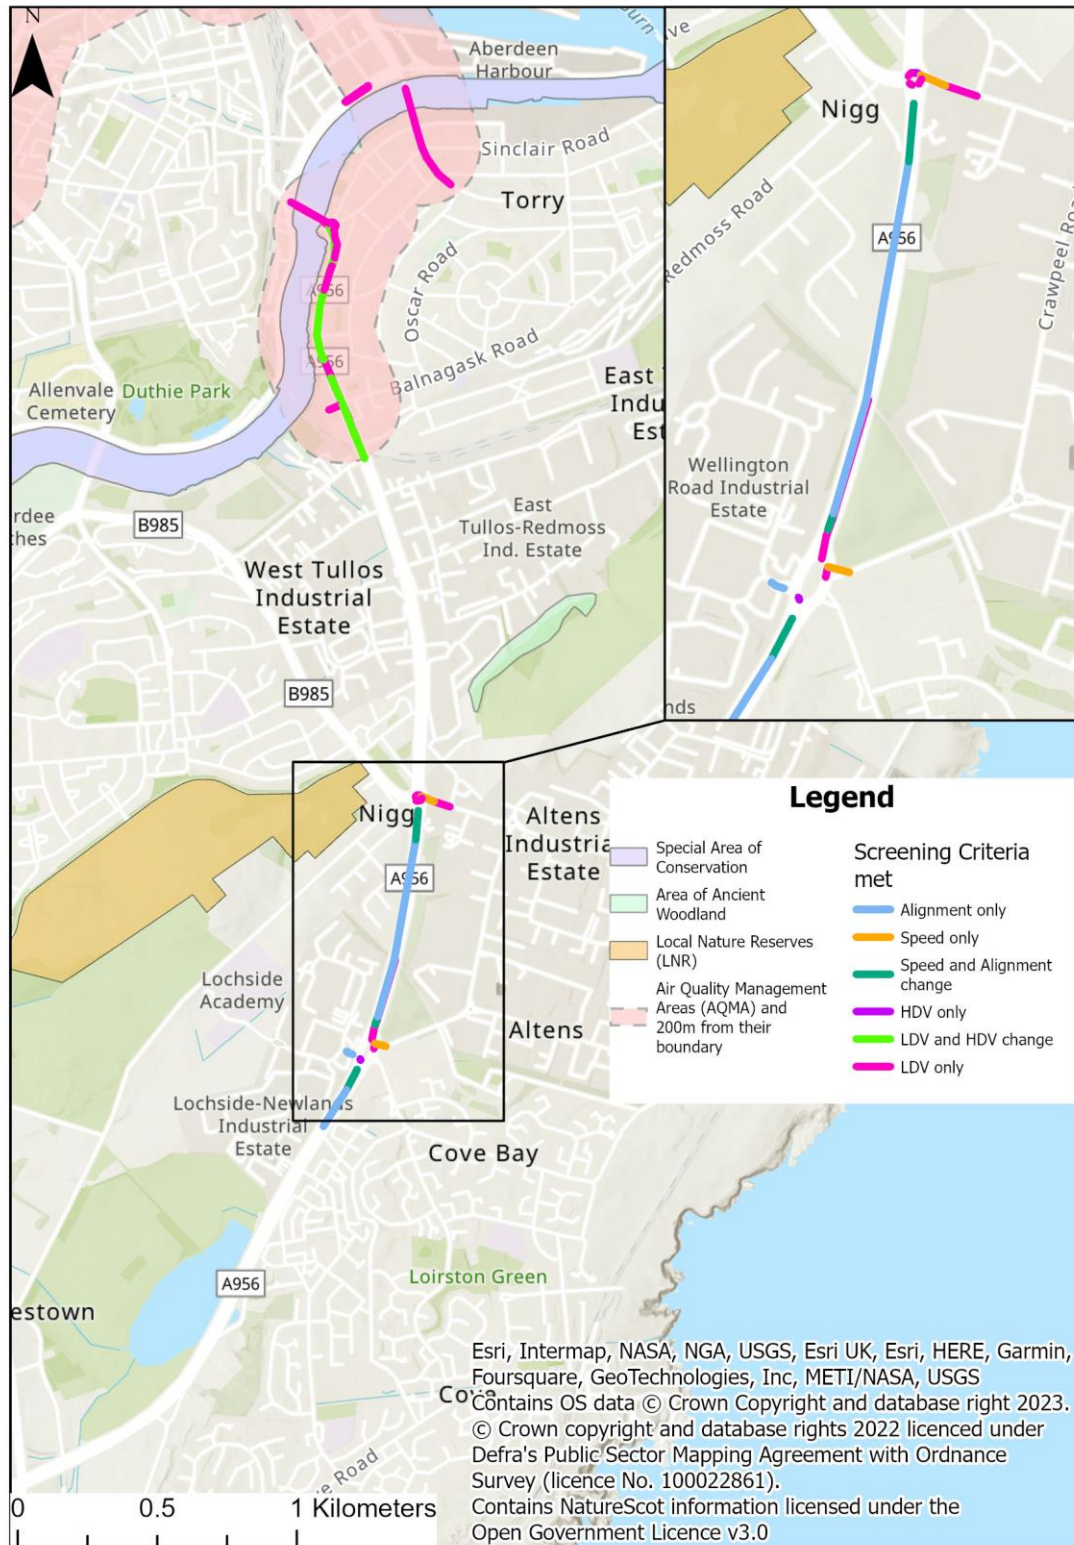 N
Aberdeen
Harbour
Sinclair Road
Torry
Oscar Road
A956
A956
Balnagask Road
Allenvale
Cemetery
Duthie Park
East
Indu
Est
B985
East
Tullos-Redmoss
Ind. Estate
West Tullos
Industrial
Estate
B985
Nigg
A956
Altens
Industria
Estate
Lochside
Academy
Altens
Lochside-Newlands
Industrial
Estate
Cove Bay
Loirston Green
A956
estown
Cove
e Road
Nigg
Redmoss Road
A956
Crawpeel Road
Wellington
Road Industrial
Estate
nds
Legend
Special Area of
Conservation
Area of Ancient
Woodland
Local Nature Reserves
(LNR)
Air Quality Management
Areas (AQMA) and
200m from their
boundary
Screening Criteria
met
Alignment only
Speed only
Speed and Alignment
change
HDV only
LDV and HDV change
LDV only
Esri, Intermap, NASA, NGA, USGS, Esri UK, Esri, HERE, Garmin,
Foursquare, GeoTechnologies, Inc, METI/NASA, USGS
Contains OS data © Crown Copyright and database right 2023.
© Crown copyright and database rights 2022 licenced under
Defra's Public Sector Mapping Agreement with Ordnance
Survey (licence No. 100022861).
Contains NatureScot information licensed under the
Open Government Licence v3.0
0 0.5 1 Kilometers